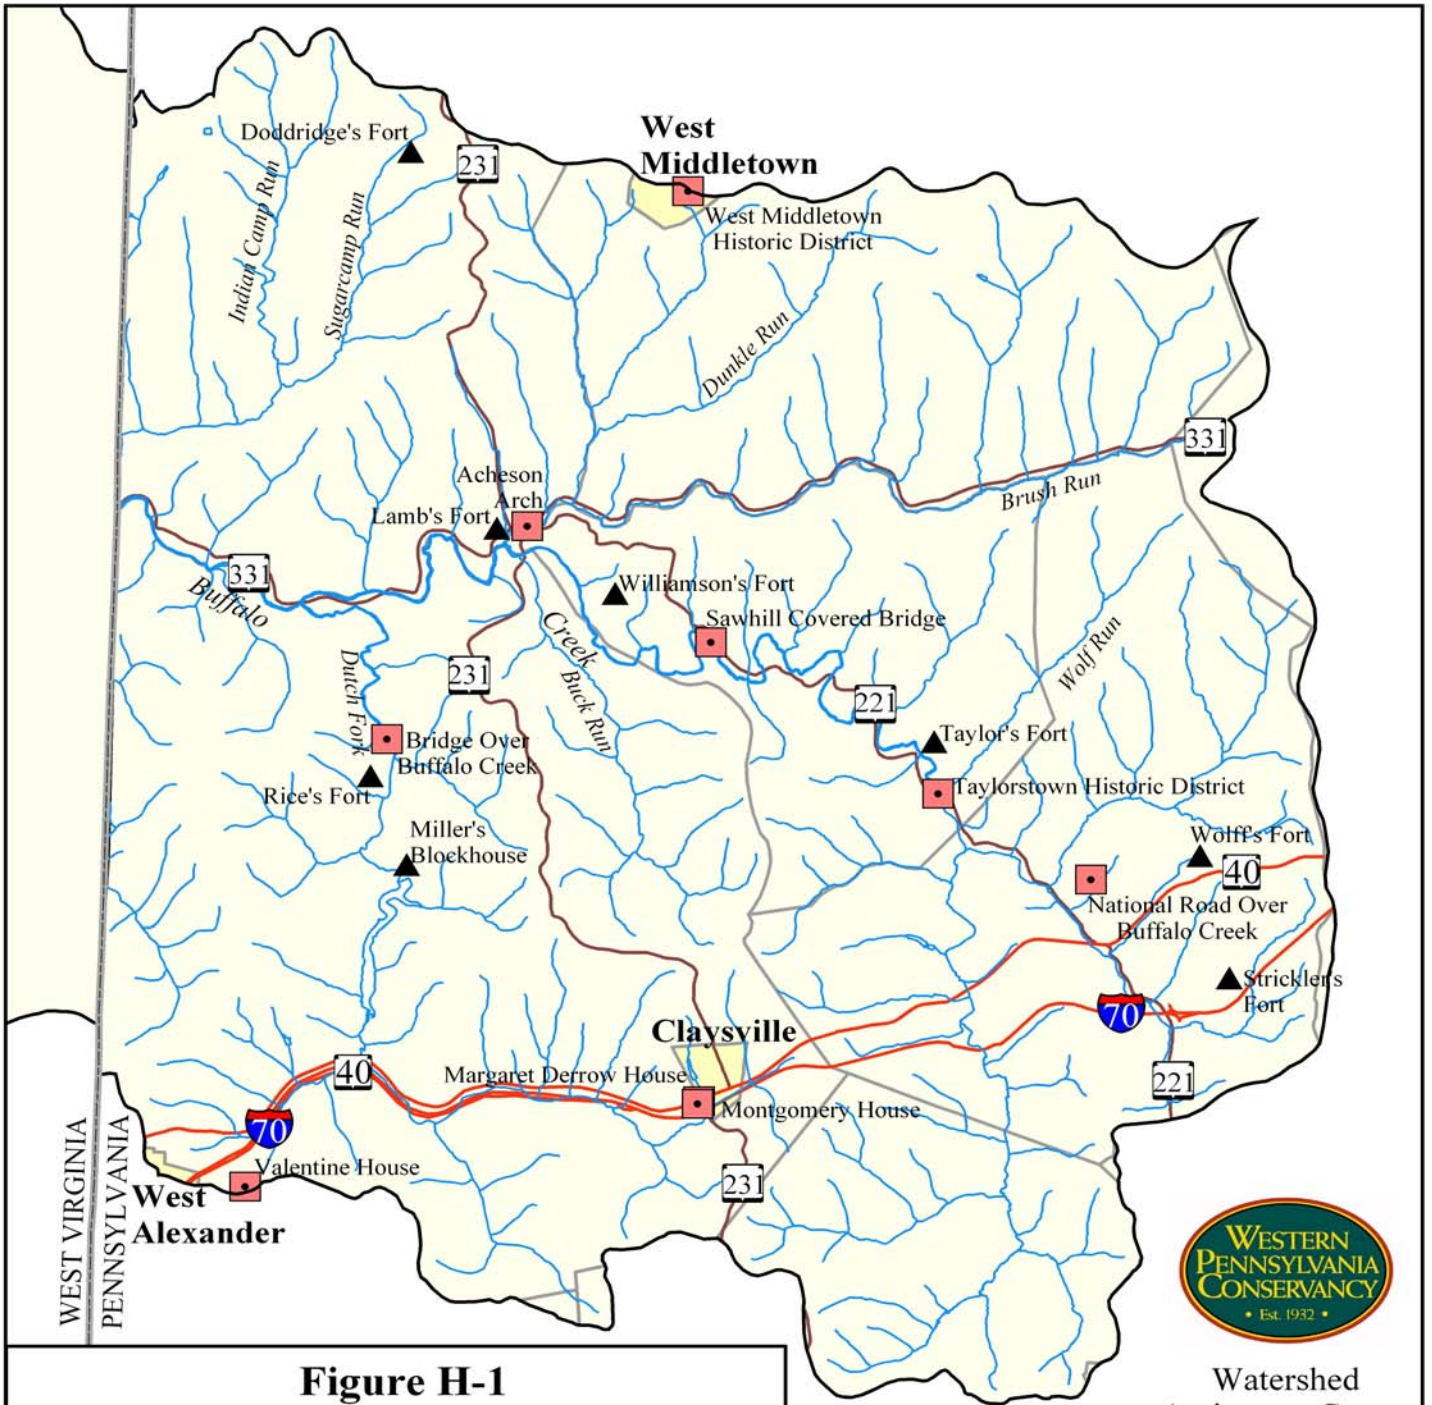 West
Middletown
Doddridge's Fort
231
West Middletown
Historic District
Indian Camp Run
Sugarcamp Run
Dunkle Run
331
Acheson
Arch
Lamb's Fort
Brush Run
331
Buffalo
Williamson's Fort
Sawhill Covered Bridge
Creek
Wolf Run
Dutch Fork
231
Buck Run
221
Bridge Over
Buffalo Creek
Taylor's Fort
Rice's Fort
Taylorstown Historic District
Miller's
Blockhouse
Wolff's Fort
40
National Road Over
Buffalo Creek
Strickler's
Fort
70
Claysville
40
Margaret Derrow House
221
Montgomery House
70
Valentine House
231
West
Alexander
WEST VIRGINIA
PENNSYLVANIA
WESTERN
PENNSYLVANIA
CONSERVANCY
• Est. 1932 •
Figure H-1
Watershed